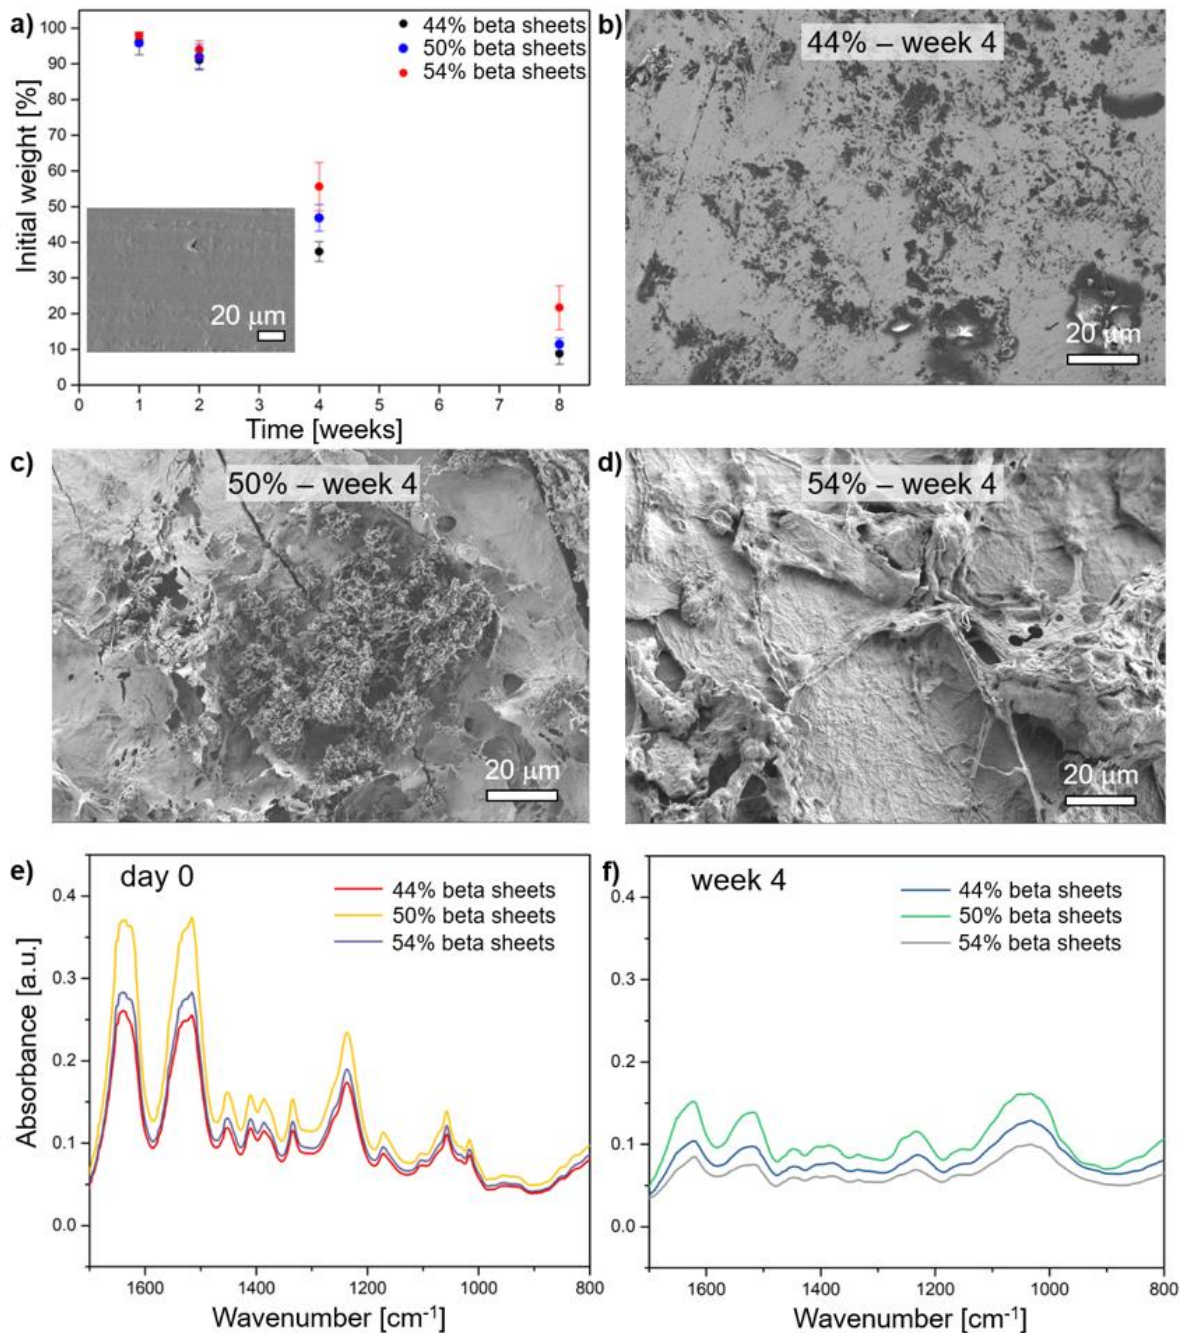 a)
Initial weight [%]
100
90
80
70
60
50
40
30
20
10
0
0 1 2 3 4 5 6 7 8
Time [weeks]
44% beta sheets
50% beta sheets
54% beta sheets
20 μm
b)
44% – week 4
20 μm
c)
50% – week 4
20 μm
d)
54% – week 4
20 μm
e)
day 0
44% beta sheets
50% beta sheets
54% beta sheets
Absorbance [a.u.]
0.4
0.3
0.2
0.1
0.0
1600 1400 1200 1000 800
Wavenumber [cm-1]
f)
week 4
44% beta sheets
50% beta sheets
54% beta sheets
0.4
0.3
0.2
0.1
0.0
1600 1400 1200 1000 800
Wavenumber [cm-1]